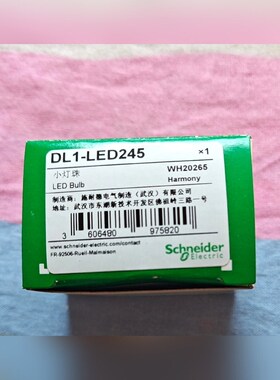 DL1-LED245 ×1
小灯珠 WH20265
LED Bulb Harmony
制造商：施耐德电气制造（武汉）有限公司
地址：武汉市东湖新技术开发区佛祖岭三路一号
3 606480 975820
www.schneider-electric.com/contact
FR-92506-Rueil-Malmaison
Schneider
Electric